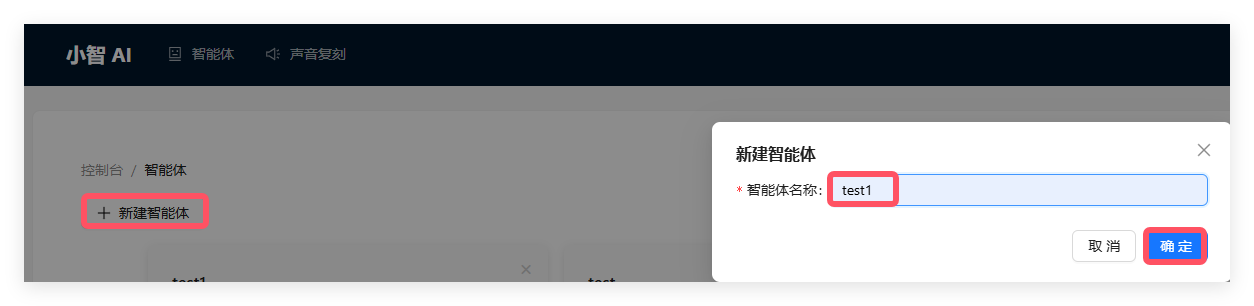 小智 AI 智能体 声音复刻
控制台 / 智能体
+ 新建智能体
test1
test
新建智能体
* 智能体名称: test1
取 消 确 定